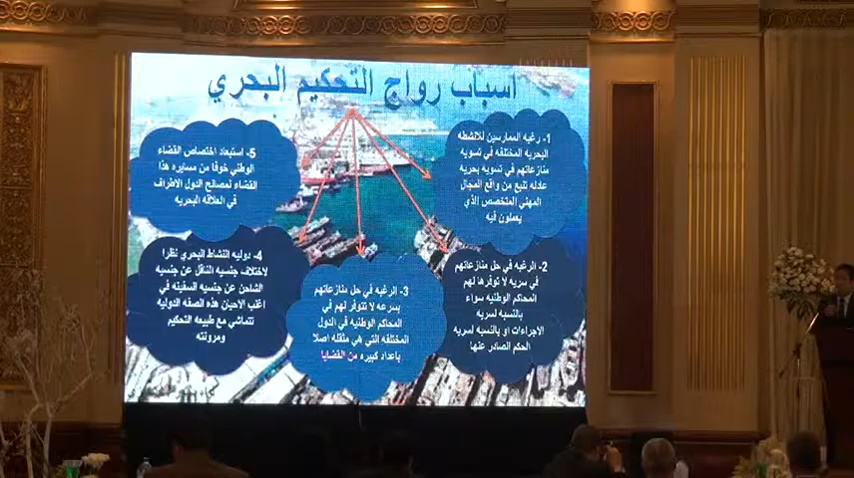 اسباب رواج التحكيم البحري
1- رغبه الممارسين للانشطه
البحريه المختلفه في تسويه
منازعاتهم في تسويه بحريه
عادله تنبع من واقع المجال
المهني المتخصص الذي
يعملون فيه
2- الرغبه في حل منازعاتهم
في سريه لا توفرها لهم
المحاكم الوطنيه سواء
بالنسبه لسريه
الاجراءات او بالنسبه لسريه
الحكم الصادر عنها
3- الرغبه في حل منازعاتهم
بسرعه لا تتوفر لهم في
المحاكم الوطنيه في الدول
المختلفه التي هي مثقله اصلا
باعداد كبيره من القضايا
4- دوليه النشاط البحري نظرا
لاختلاف جنسيه الناقل عن جنسيه
الشاحن عن جنسيه السفينه في
اغلب الاحيان هذه الصفه الدوليه
تتماشي مع طبيعه التحكيم
ومرونته
5- استبعاد اختصاص القضاء
الوطني خوفا من مسايره هذا
القضاء لمصالح الدول الاطراف
في العلاقه البحريه